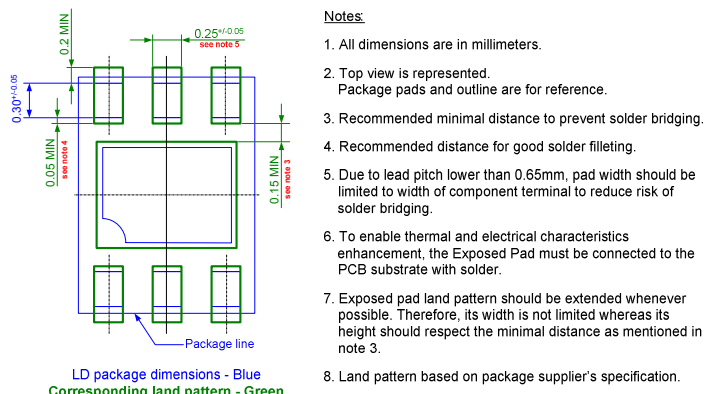 0.2 MIN
0.25+/-0.05
see note 5
0.30+/-0.05
0.05 MIN
see note 4
0.15 MIN
see note 3
Package line
LD package dimensions - Blue
Corresponding land pattern - Green
Notes:
1. All dimensions are in millimeters.
2. Top view is represented.
Package pads and outline are for reference.
3. Recommended minimal distance to prevent solder bridging.
4. Recommended distance for good solder filleting.
5. Due to lead pitch lower than 0.65mm, pad width should be
limited to width of component terminal to reduce risk of
solder bridging.
6. To enable thermal and electrical characteristics
enhancement, the Exposed Pad must be connected to the
PCB substrate with solder.
7. Exposed pad land pattern should be extended whenever
possible. Therefore, its width is not limited whereas its
height should respect the minimal distance as mentioned in
note 3.
8. Land pattern based on package supplier's specification.